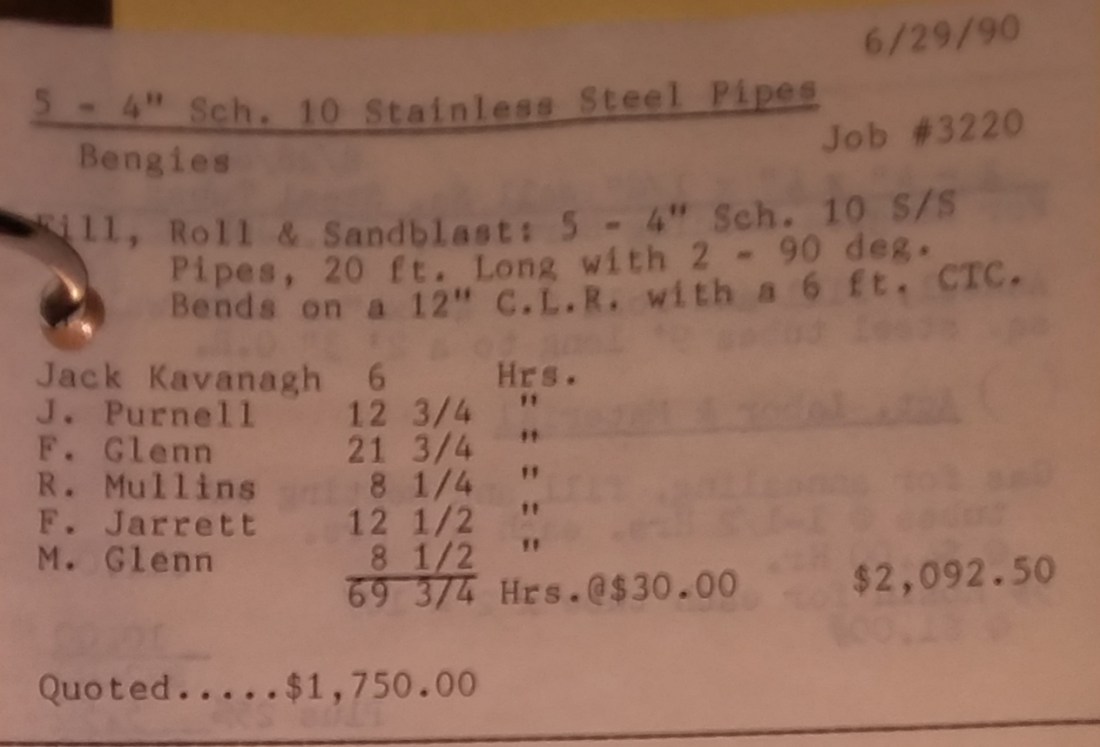 6/29/90
5 - 4" Sch. 10 Stainless Steel Pipes
Job #3220
Bengies
Fill, Roll & Sandblast: 5 - 4" Sch. 10 S/S
Pipes, 20 ft. Long with 2 - 90 deg.
Bends on a 12" C.L.R. with a 6 ft. CTC.
Jack Kavanagh 6 Hrs.
J. Purnell 12 3/4 "
F. Glenn 21 3/4 "
R. Mullins 8 1/4 "
F. Jarrett 12 1/2 "
M. Glenn 8 1/2 "
69 3/4 Hrs.@$30.00 $2,092.50
Quoted.....$1,750.00